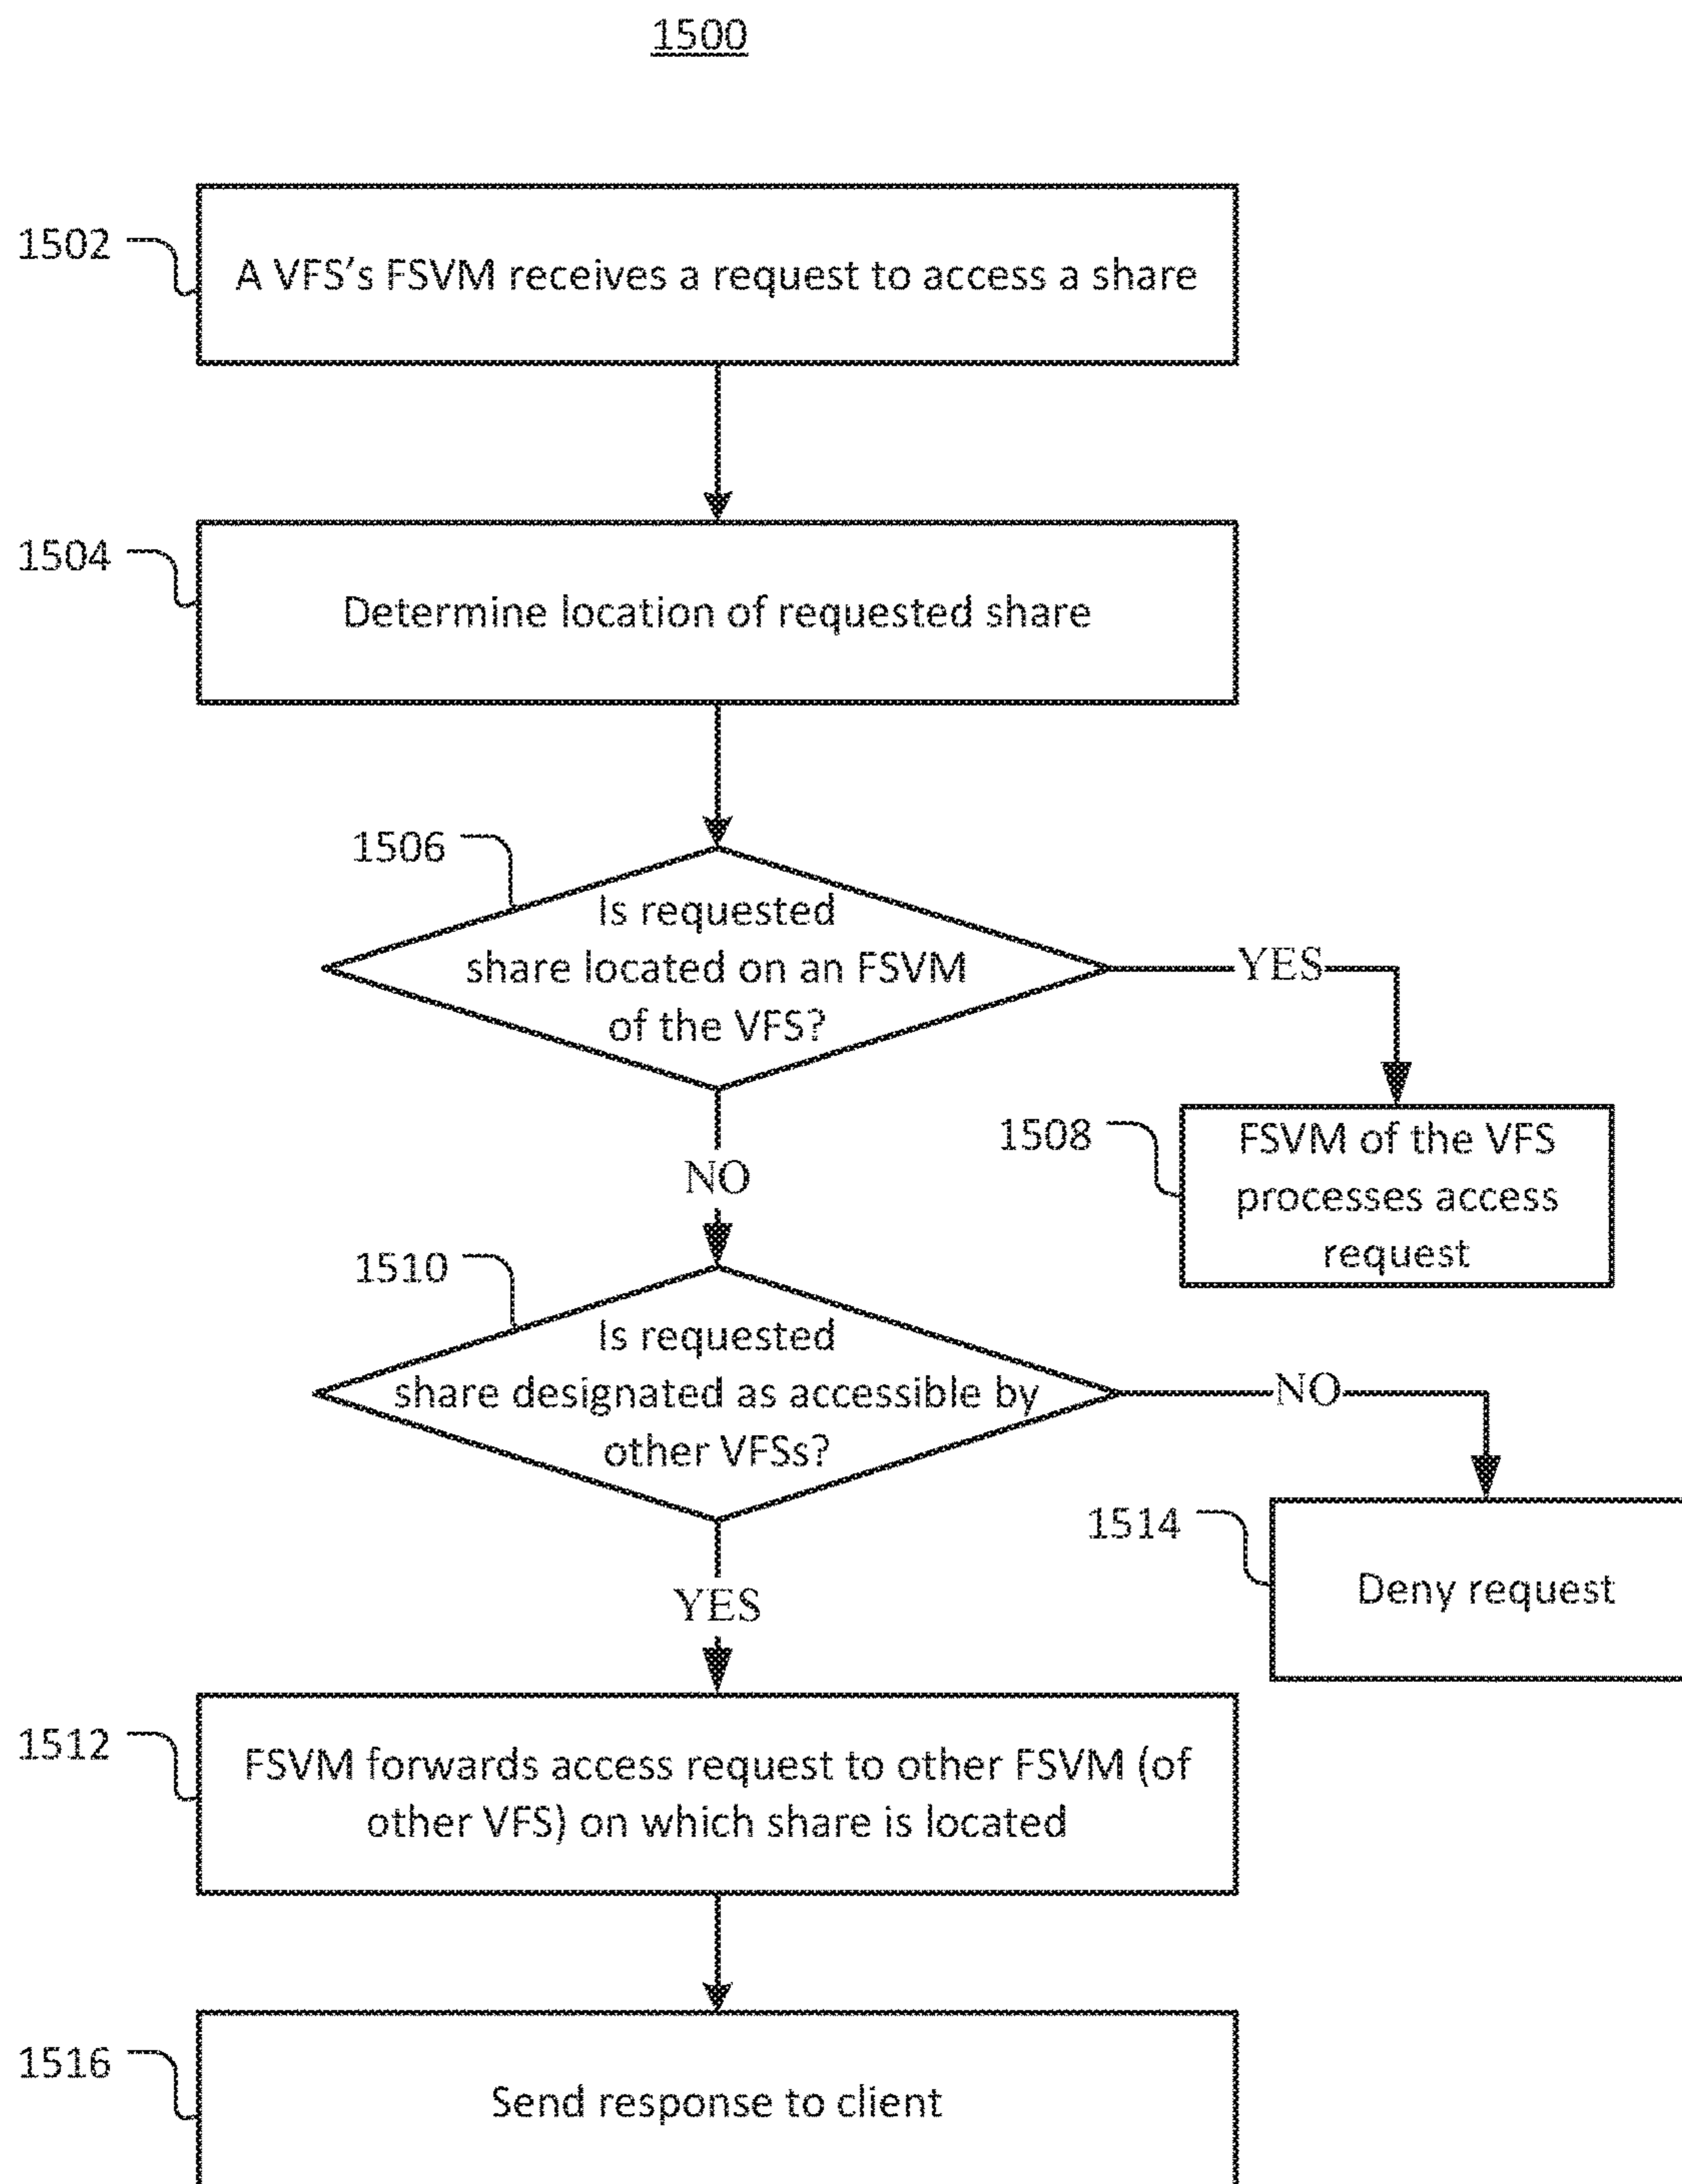 1500
1502
A VFS's FSVM receives a request to access a share
1504
Determine location of requested share
1506
Is requested
share located on an FSVM
of the VFS?
YES
1508
FSVM of the VFS
processes access
request
NO
1510
Is requested
share designated as accessible by
other VFSs?
NO
1514
Deny request
YES
1512
FSVM forwards access request to other FSVM (of
other VFS) on which share is located
1516
Send response to client